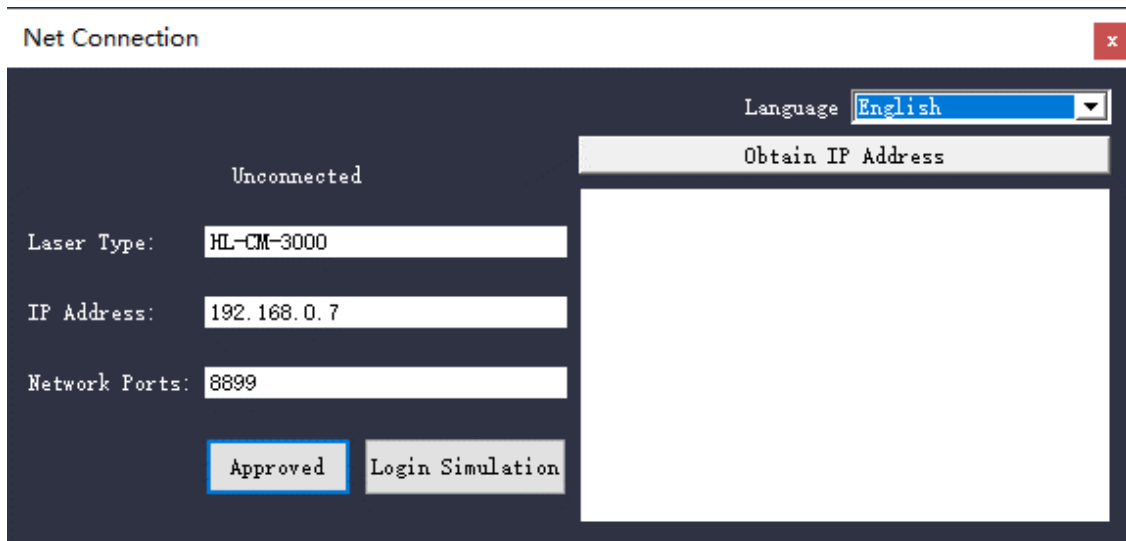 Net Connection
x
Language English
Obtain IP Address
Unconnected
Laser Type: HL-CM-3000
IP Address: 192.168.0.7
Network Ports: 8899
Approved Login Simulation